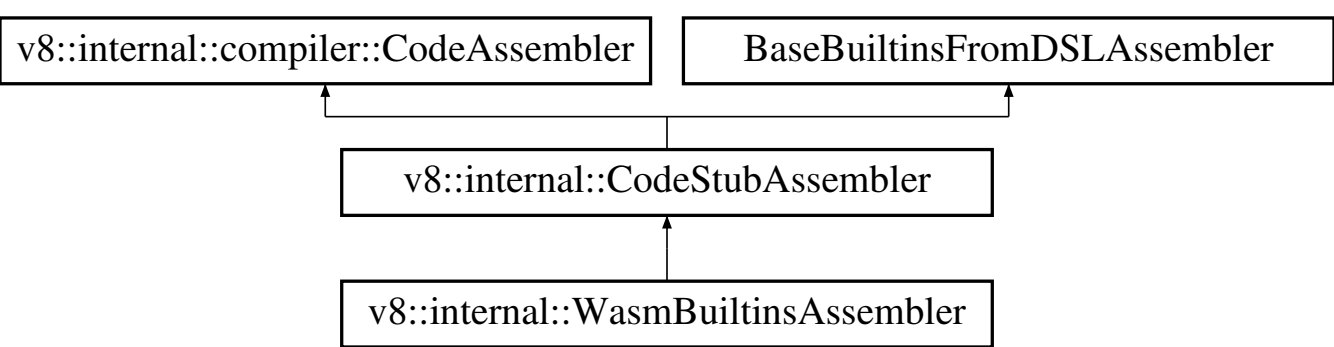 v8::internal::compiler::CodeAssembler
BaseBuiltinsFromDSLAssembler
v8::internal::CodeStubAssembler
v8::internal::WasmBuiltinsAssembler